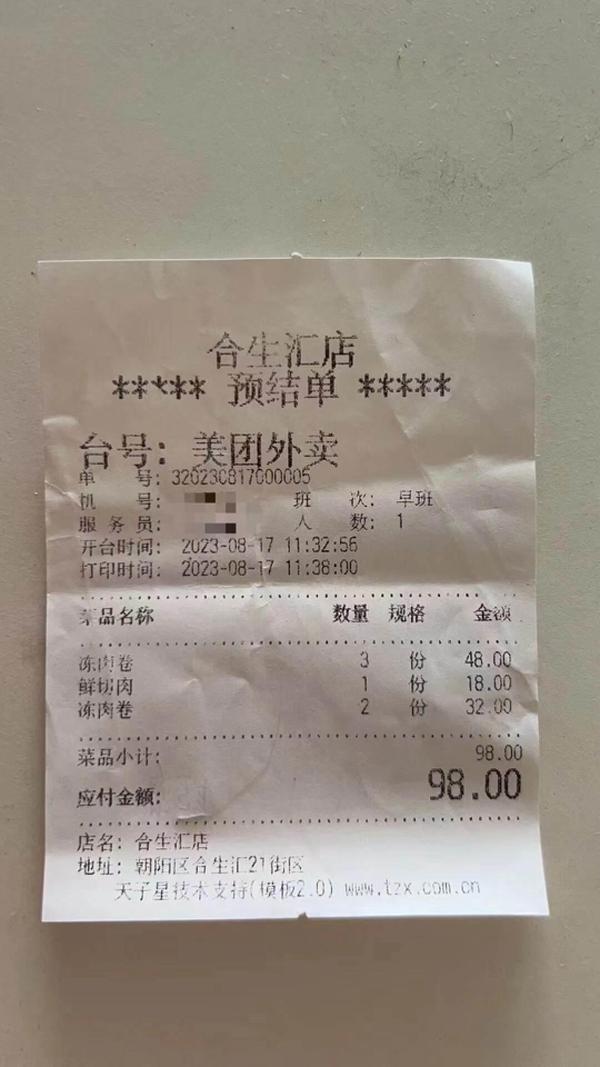 合生汇店
***** 预结单 *****
台号: 美团外卖
单 号: 320230817000005
机 号: 班 次: 早班
服务员: 人 数: 1
开台时间: 2023-08-17 11:32:56
打印时间: 2023-08-17 11:38:00
菜品名称 数量 规格 金额
冻肉卷 3 份 48.00
鲜切肉 1 份 18.00
冻肉卷 2 份 32.00
菜品小计: 98.00
应付金额: 98.00
店名: 合生汇店
地址: 朝阳区合生汇21街区
天子星技术支持(模板2.0) www.tzx.com.cn